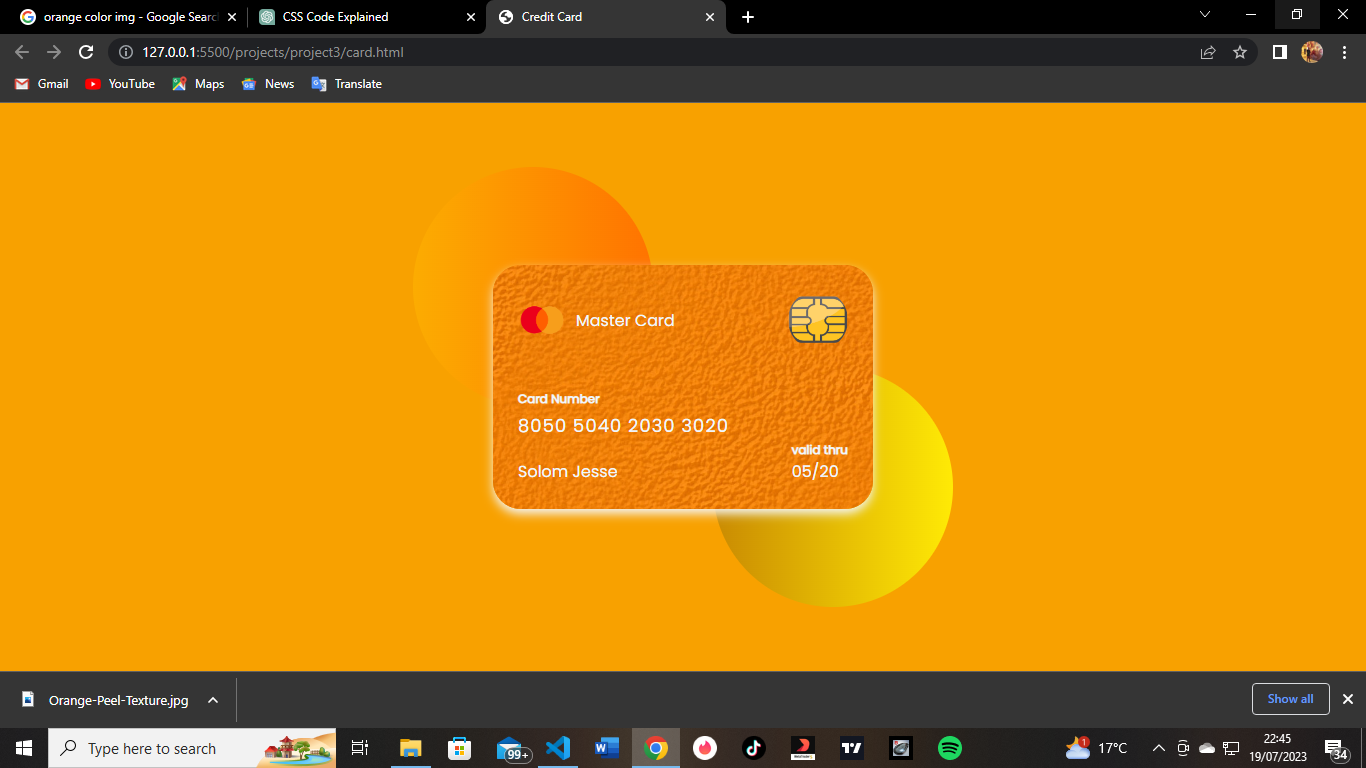 orange color img - Google Searc
CSS Code Explained
Credit Card
127.0.0.1:5500/projects/project3/card.html
Gmail
YouTube
Maps
News
Translate
Master Card
Card Number
8050 5040 2030 3020
valid thru
Solom Jesse
05/20
Orange-Peel-Texture.jpg
Show all
Type here to search
99+
1
17°C
22:45
19/07/2023
34